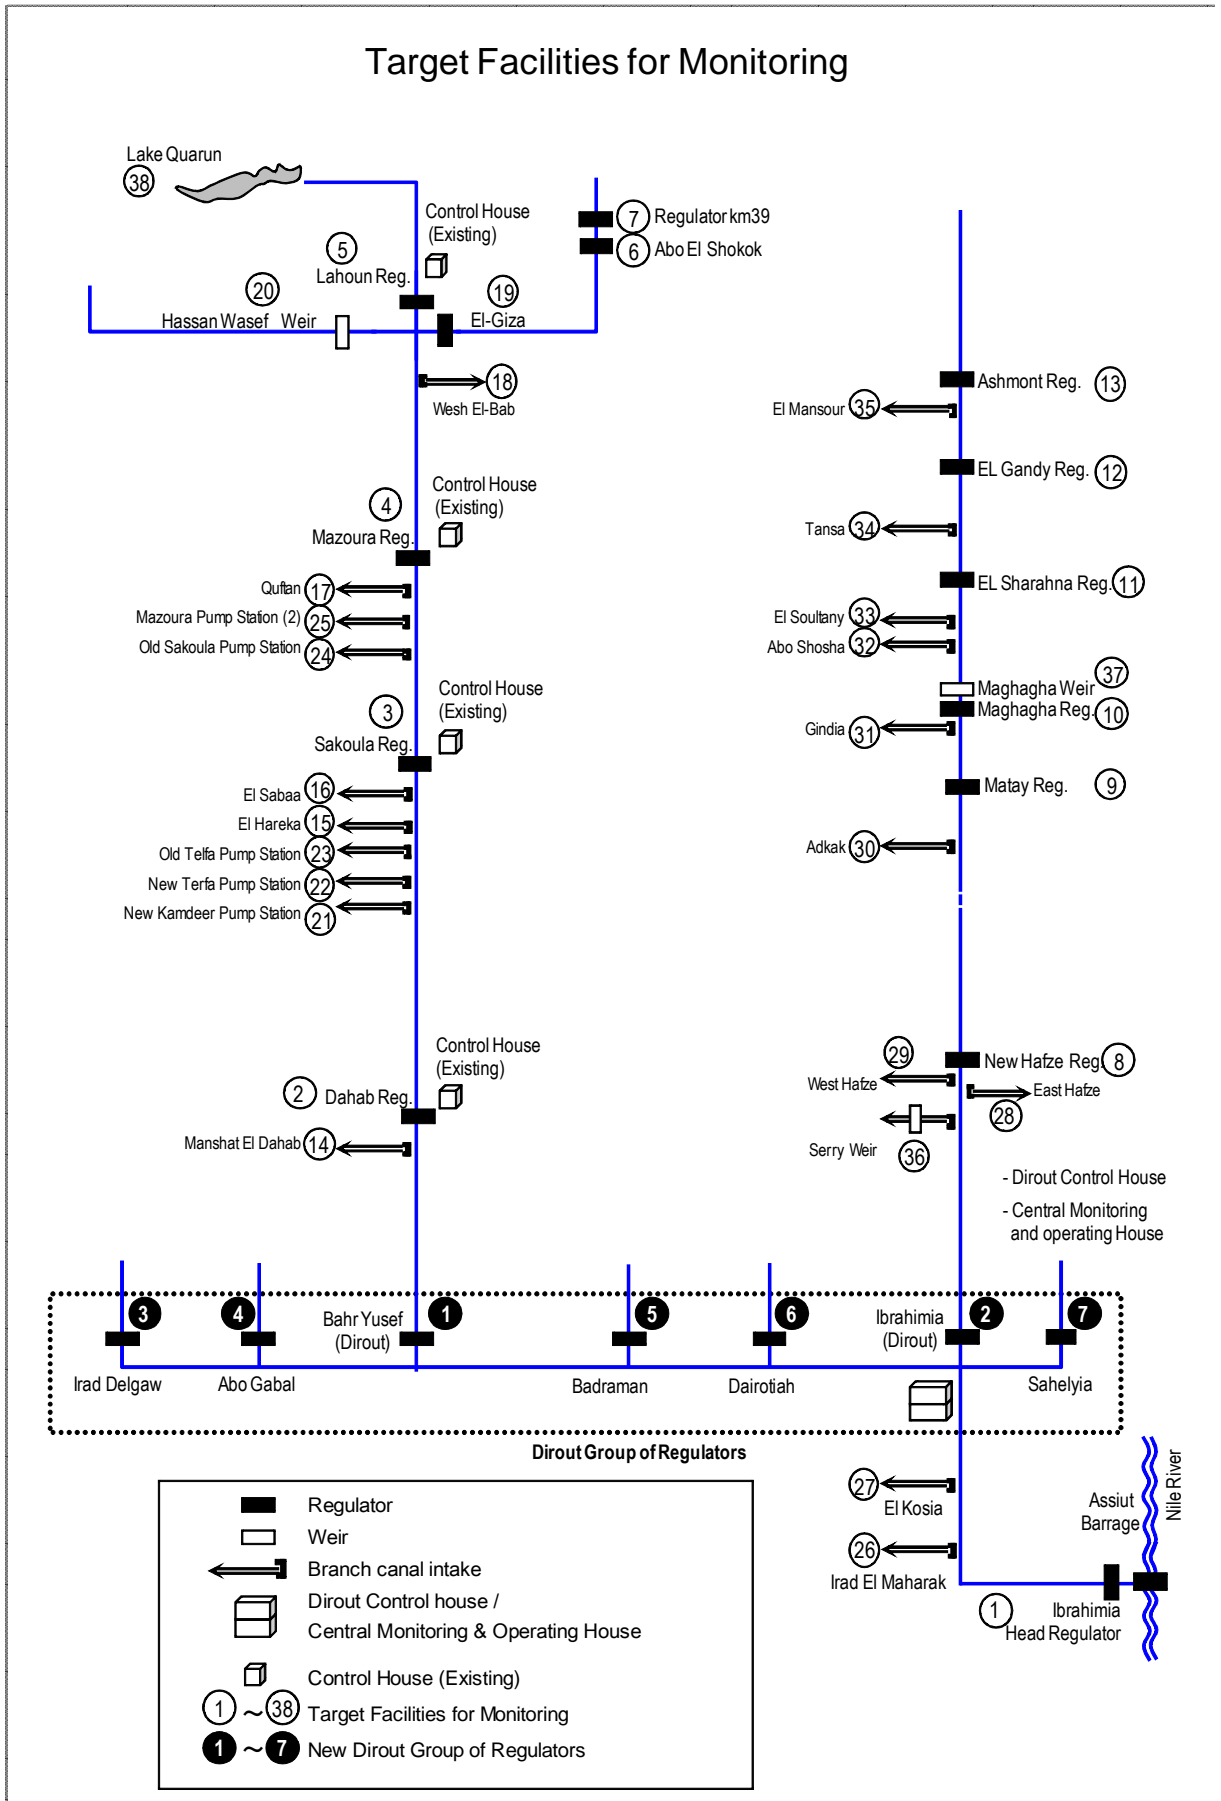 Target Facilities for Monitoring
Lake Quarun
38
Control House
(Existing)
5
Lahoun Reg.
7
Regulator km39
6
Abo El Shokok
20
Hassan Wasef Weir
19
El-Giza
18
Wesh El-Bab
Ashmont Reg.
13
El Mansour
35
EL Gandy Reg.
12
4
Mazoura Reg.
Control House
(Existing)
Tansa
34
Quftan
17
Mazoura Pump Station (2)
25
Old Sakoula Pump Station
24
EL Sharahna Reg.
11
El Soultany
33
Abo Shosha
32
3
Sakoula Reg.
Control House
(Existing)
37
Maghagha Weir
Maghagha Reg.
10
Gindia
31
El Sabaa
16
El Hareka
15
Old Telfa Pump Station
23
New Terfa Pump Station
22
New Kamdeer Pump Station
21
Matay Reg.
9
Adkak
30
2
Dahab Reg.
Control House
(Existing)
Manshat El Dahab
14
29
West Hafze
New Hafze Reg.
8
East Hafze
28
Serry Weir
36
- Dirout Control House
- Central Monitoring
and operating House
3
4
Bahr Yusef
(Dirout)
1
5
6
Ibrahimia
(Dirout)
2
7
Irad Delgaw
Abo Gabal
Badraman
Dairotiah
Sahelyia
Dirout Group of Regulators
27
El Kosia
26
Irad El Maharak
Assiut
Barrage
Nile River
1
Ibrahimia
Head Regulator
Regulator
Weir
Branch canal intake
Dirout Control house /
Central Monitoring & Operating House
Control House (Existing)
1 ~ 38 Target Facilities for Monitoring
1 ~ 7 New Dirout Group of Regulators